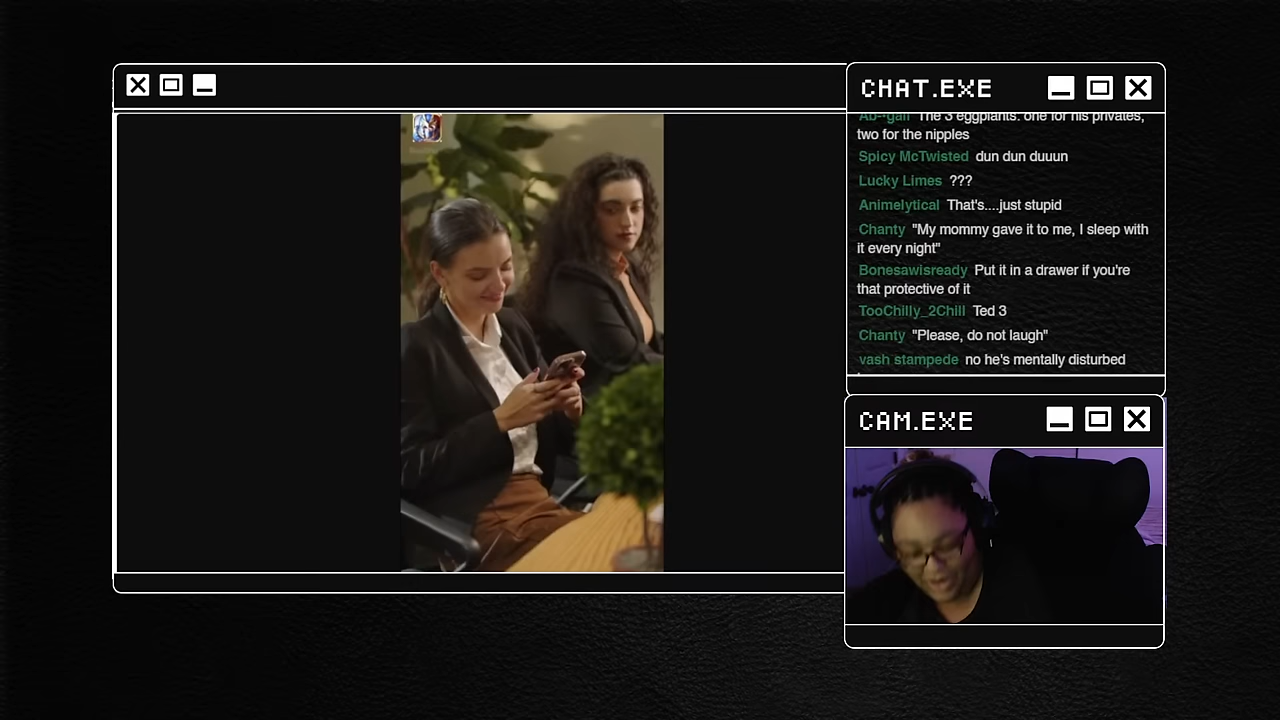 CHAT.EXE
Ab--gail The 3 eggplants: one for his privates,
two for the nipples
Spicy McTwisted dun dun duuun
Lucky Limes ???
Animelytical That's....just stupid
Chanty "My mommy gave it to me, I sleep with
it every night"
Bonesawisready Put it in a drawer if you're
that protective of it
TooChilly_2Chill Ted 3
Chanty "Please, do not laugh"
vash stampede no he's mentally disturbed
CAM.EXE